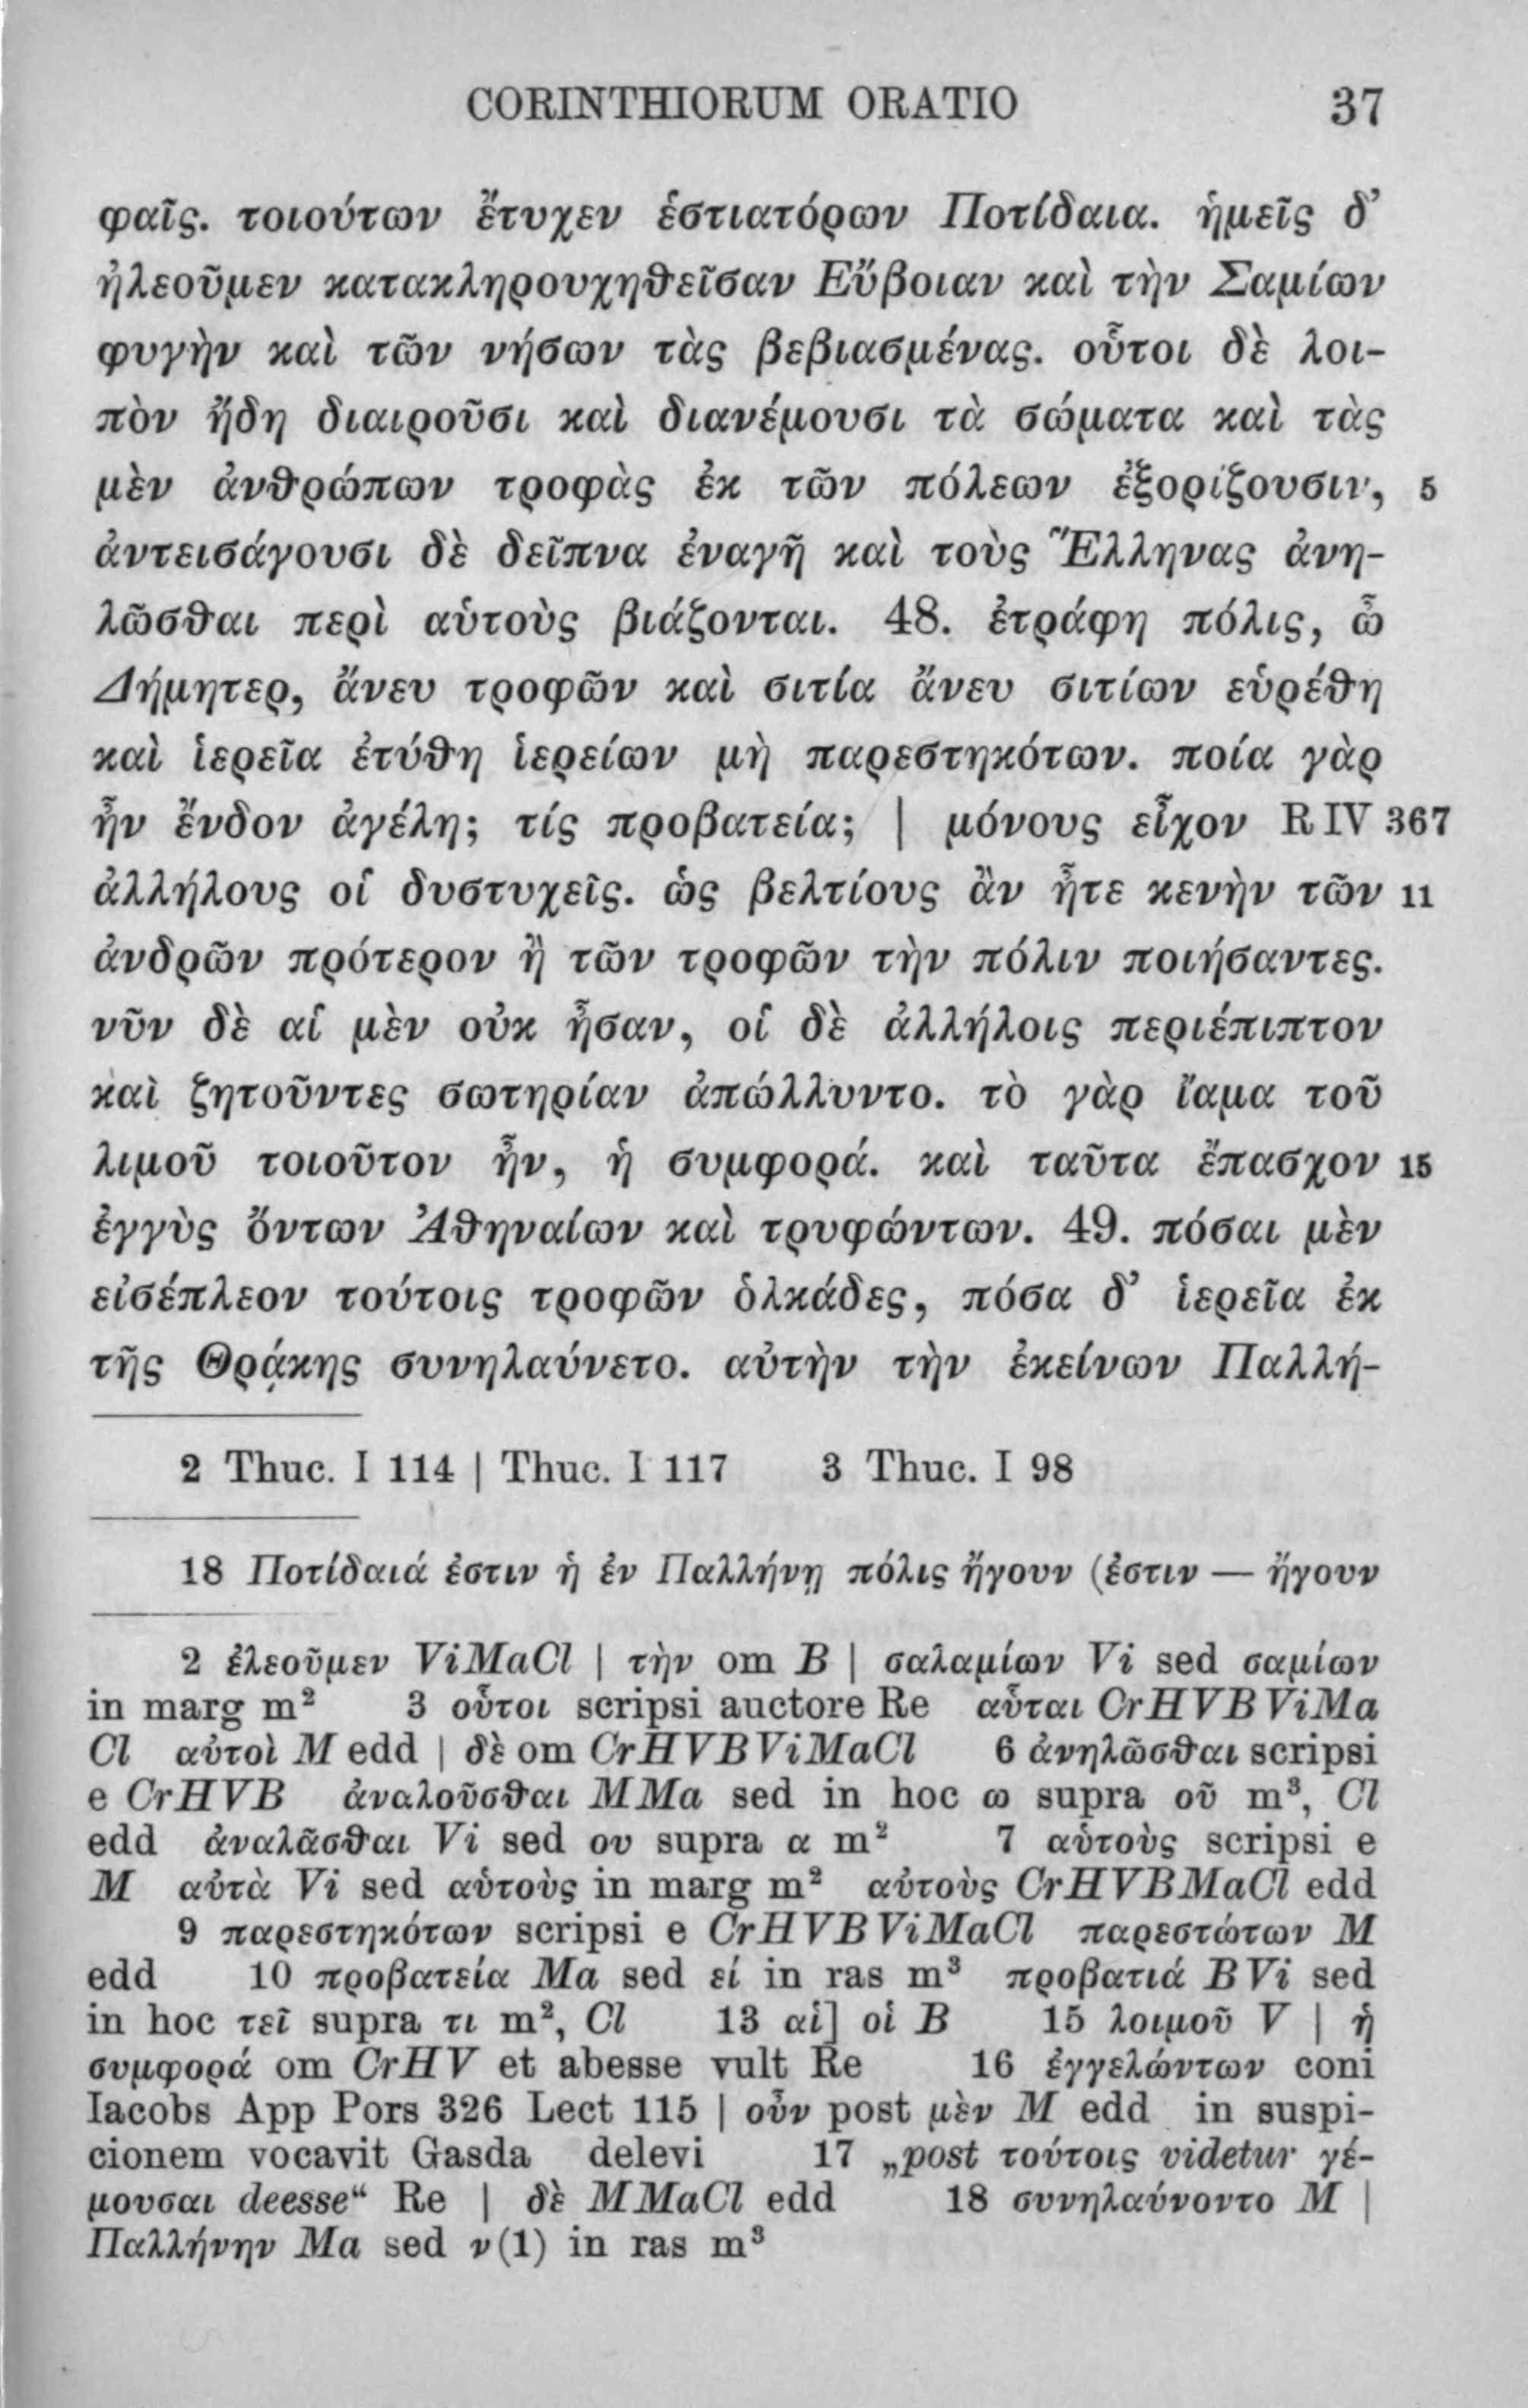 CORINTHIORUM ORATIO 37
φαῖς. τοιούτων ἔτυχεν ἑστιατόρων Ποτίδαια. ἡμεῖς δ’
ἠλεοῦμεν κατακληρουχηθεῖσαν Εὔβοιαν καὶ τὴν Σαμίων
φυγὴν καὶ τῶν νήσων τὰς βεβιασμένας. οὗτοι δὲ λοι-
πὸν ἤδη διαιροῦσι καὶ διανέμουσι τὰ σώματα καὶ τὰς
μὲν ἀνθρώπων τροφὰς ἐκ τῶν πόλεων ἐξορίζουσιν, 5
ἀντεισάγουσι δὲ δεῖπνα ἐναγῆ καὶ τοὺς Ἕλληνας ἀνη-
λῶσθαι περὶ αὑτοὺς βιάζονται. 48. ἐτράφη πόλις, ὦ
Δήμητερ, ἄνευ τροφῶν καὶ σιτία ἄνευ σιτίων εὑρέθη
καὶ ἱερεῖα ἐτύθη ἱερείων μὴ παρεστηκότων. ποία γὰρ
ἦν ἔνδον ἀγέλη; τίς προβατεία; | μόνους εἶχον R IV 367
ἀλλήλους οἱ δυστυχεῖς. ὡς βελτίους ἂν ἦτε κενὴν τῶν 11
ἀνδρῶν πρότερον ἢ τῶν τροφῶν τὴν πόλιν ποιήσαντες.
νῦν δὲ αἱ μὲν οὐκ ἦσαν, οἱ δὲ ἀλλήλοις περιέπιπτον
καὶ ζητοῦντες σωτηρίαν ἀπώλλυντο. τὸ γὰρ ἴαμα τοῦ
λιμοῦ τοιοῦτον ἦν, ἡ συμφορά. καὶ ταῦτα ἔπασχον 15
ἐγγὺς ὄντων Ἀθηναίων καὶ τρυφώντων. 49. πόσαι μὲν
εἰσέπλεον τούτοις τροφῶν ὁλκάδες, πόσα δ’ ἱερεῖα ἐκ
τῆς Θρᾴκης συνηλαύνετο. αὐτὴν τὴν ἐκείνων Παλλή-
2 Thuc. I 114 | Thuc. I 117 3 Thuc. I 98
18 Ποτίδαιά ἐστιν ἡ ἐν Παλλήνῃ πόλις ἤγουν (ἐστιν — ἤγουν
2 ἐλεοῦμεν ViMaCl | τὴν om B | σαλαμίων Vi sed σαμίων
in marg m² 3 οὗτοι scripsi auctore Re αὗται CrHVBViMa
Cl αὐτοὶ M edd | δὲ om CrHVBViMaCl 6 ἀνηλῶσθαι scripsi
e CrHVB ἀναλοῦσθαι MMa sed in hoc ω supra οῦ m³, Cl
edd ἀναλᾶσθαι Vi sed ου supra α m² 7 αὑτοὺς scripsi e
M αὐτὰ Vi sed αὑτοὺς in marg m² αὐτοὺς CrHVBMaCl edd
9 παρεστηκότων scripsi e CrHVBViMaCl παρεστώτων M
edd 10 προβατεία Ma sed εί in ras m³ προβατιά BVi sed
in hoc τεῖ supra τι m², Cl 13 αἱ] οἱ B 15 λοιμοῦ V | ἡ
συμφορά om CrHV et abesse vult Re 16 ἐγγελώντων coni
Iacobs App Pors 326 Lect 115 | οὖν post μὲν M edd in suspi-
cionem vocavit Gasda delevi 17 „post τούτοις videtur γέ-
μουσαι deesse“ Re | δὲ MMaCl edd 18 συνηλαύνοντο M |
Παλλήνην Ma sed ν(1) in ras m³